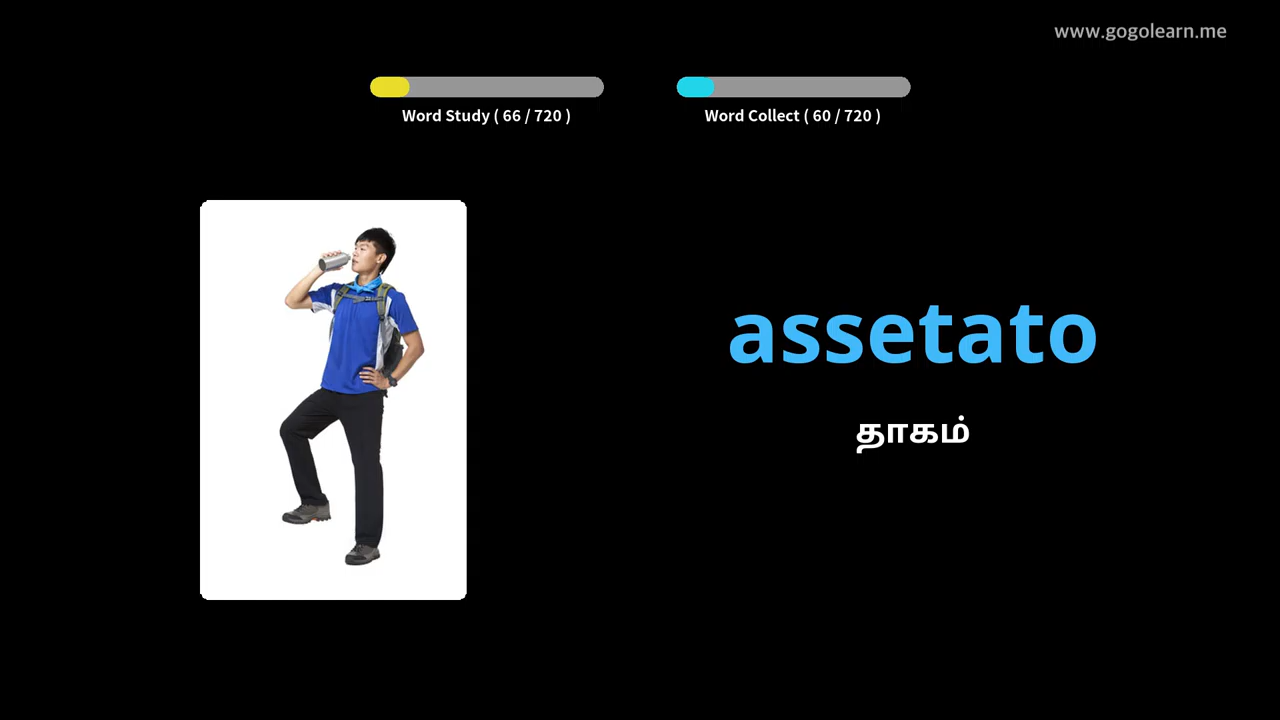 www.gogolearn.me
Word Study ( 66 / 720 )
Word Collect ( 60 / 720 )
assetato
தாகம்